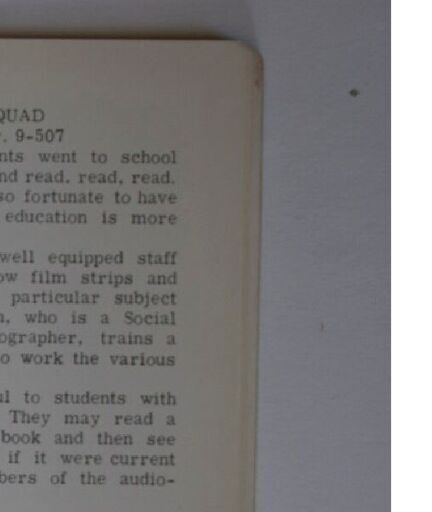 QUAD
. 9-507
nts went to school
nd read, read, read.
so fortunate to have
education is more
well equipped staff
ow film strips and
particular subject
n, who is a Social
ographer, trains a
o work the various
ul to students with
They may read a
book and then see
if it were current
bers of the audio-